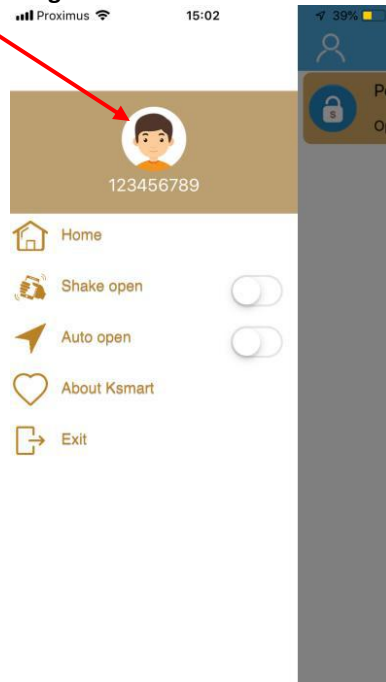 Proximus 15:02 39%
123456789
Home
Shake open
Auto open
About Ksmart
Exit
S